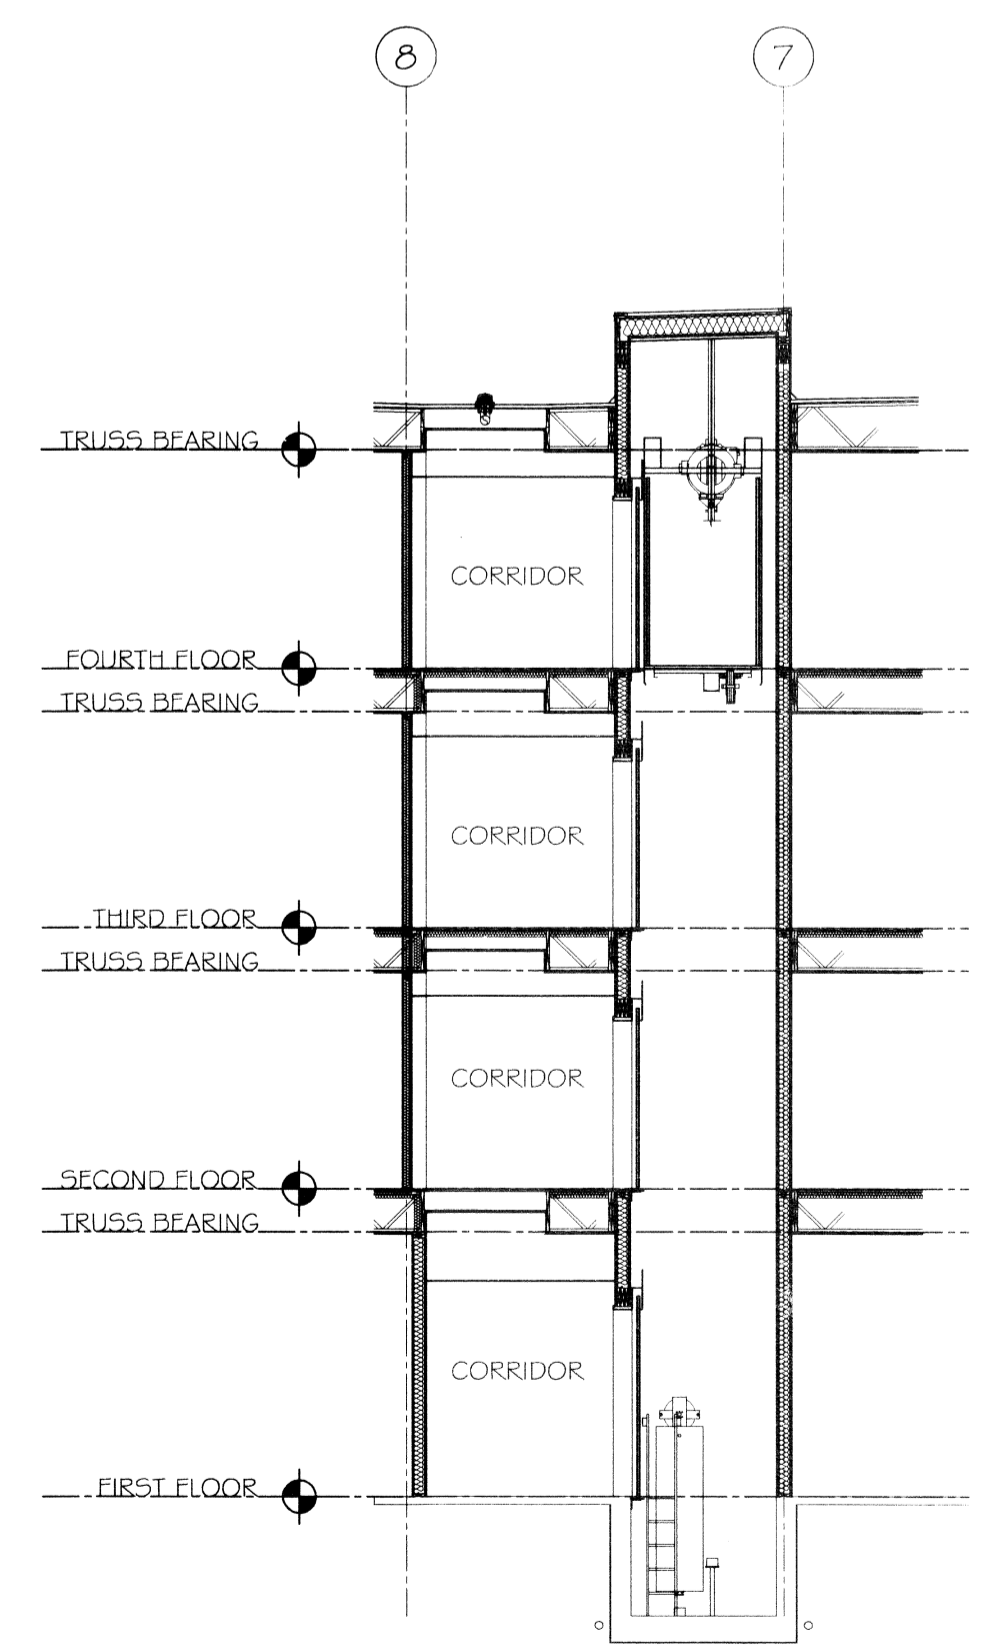 8 7
TRUSS BEARING
CORRIDOR
FOURTH FLOOR
TRUSS BEARING
CORRIDOR
THIRD FLOOR
TRUSS BEARING
CORRIDOR
SECOND FLOOR
TRUSS BEARING
CORRIDOR
FIRST FLOOR